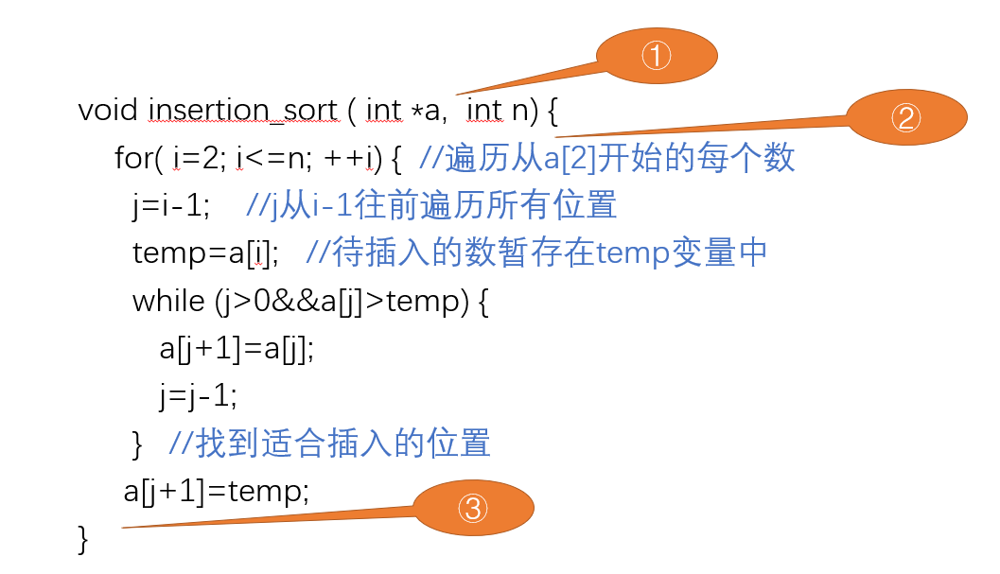 ①
void insertion_sort ( int *a,  int n) {
②
for( i=2; i<=n; ++i) {  //遍历从a[2]开始的每个数
j=i-1;    //j从i-1往前遍历所有位置
temp=a[i];   //待插入的数暂存在temp变量中
while (j>0&&a[j]>temp) {
a[j+1]=a[j];
j=j-1;
}   //找到适合插入的位置
a[j+1]=temp;
③
}